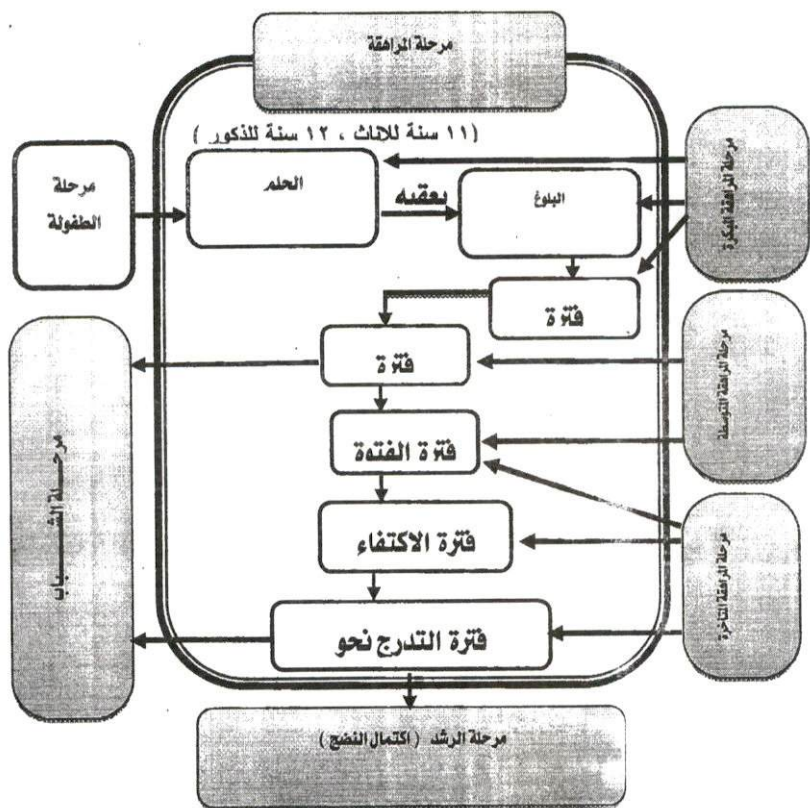 مرحلة المراهقة
(١١ سنة للاناث ، ١٢ سنة للذكور )
مرحلة
الطفولة
الحلم
يعقبه
البلوغ
مرحلة المراهقة المبكرة
فترة
فترة
مرحلة المراهقة المتوسطة
فترة الفتوة
مرحلة الشباب
فترة الاكتفاء
مرحلة المراهقة المتأخرة
فترة التدرج نحو
مرحلة الرشد ( اكتمال النضج )